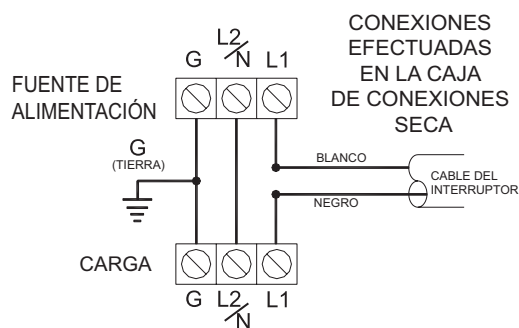 CONEXIONES
EFECTUADAS
EN LA CAJA
DE CONEXIONES
SECA
G L2/N L1
FUENTE DE
ALIMENTACIÓN
G
(TIERRA)
BLANCO
CABLE DEL
INTERRUPTOR
NEGRO
CARGA
G L2/N L1